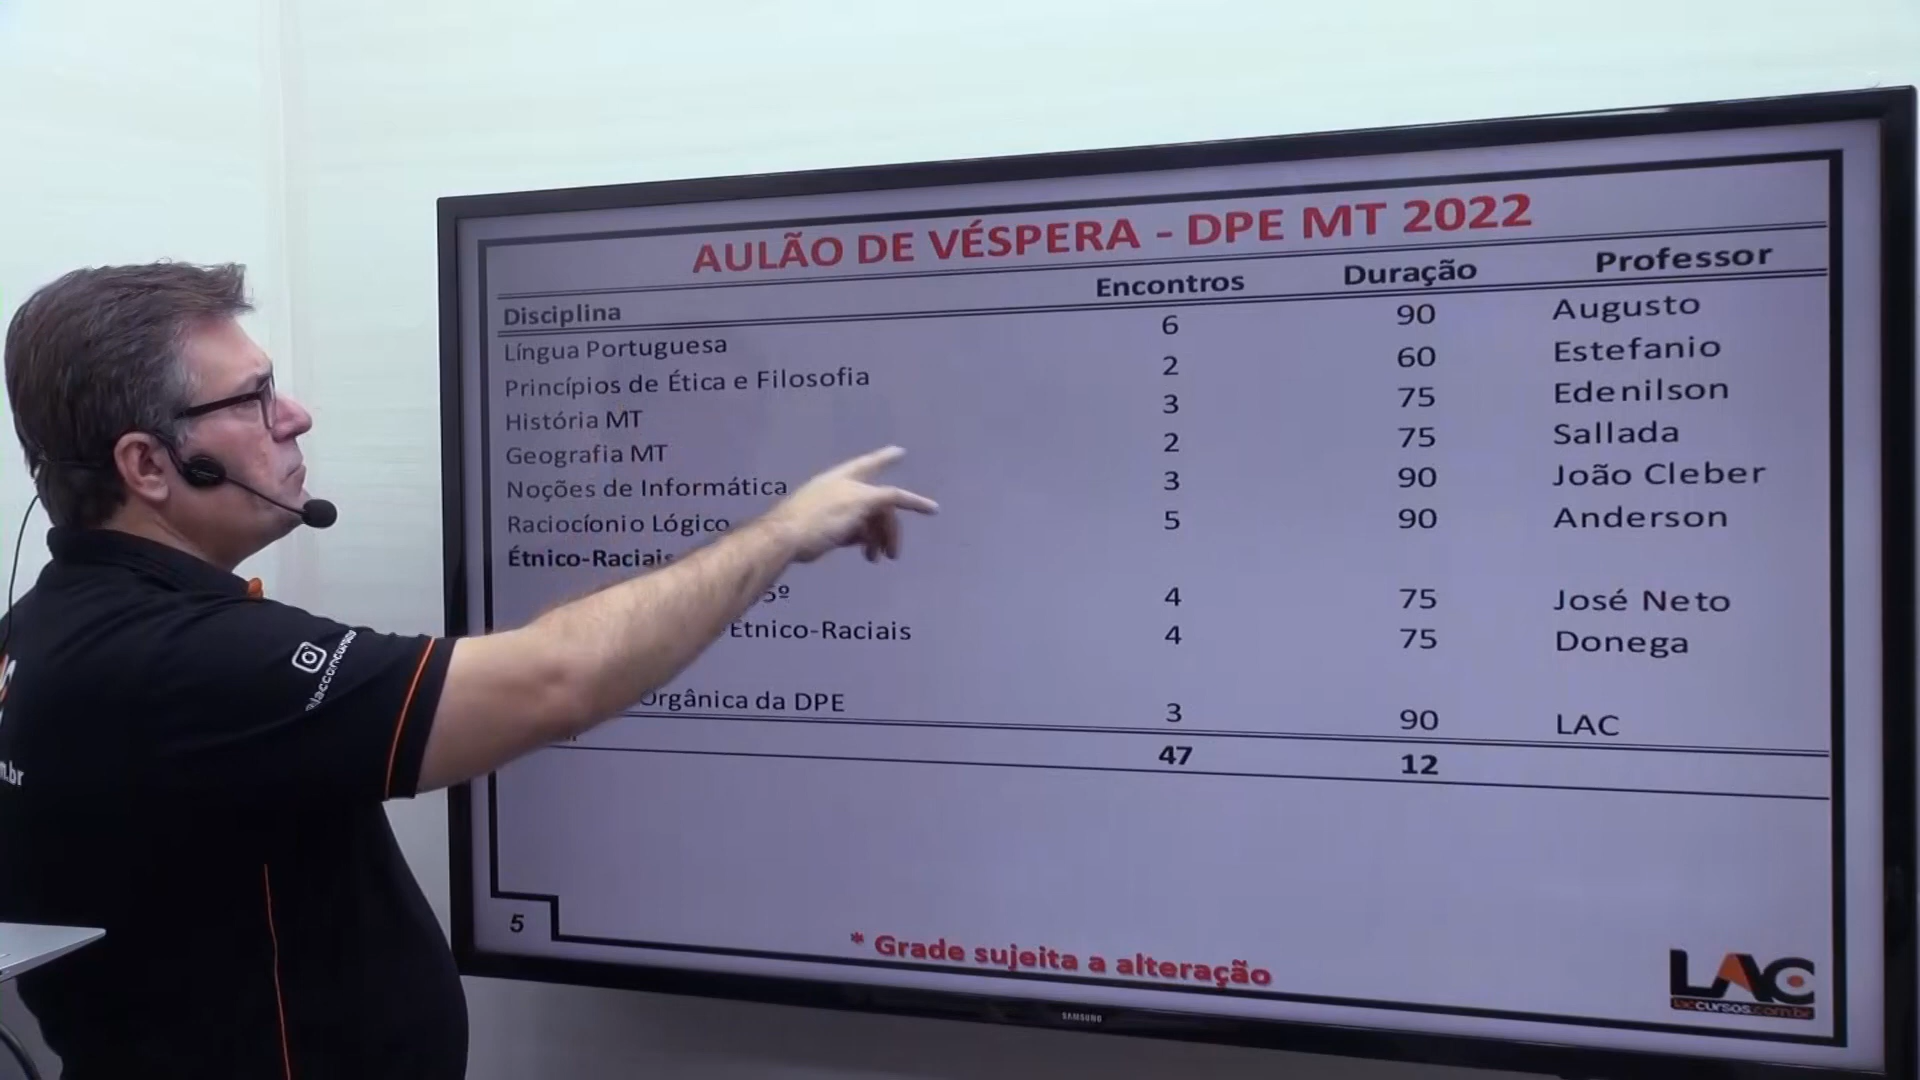 AULÃO DE VÉSPERA - DPE MT 2022
Disciplina Encontros Duração Professor
Língua Portuguesa 6 90 Augusto
Princípios de Ética e Filosofia 2 60 Estefanio
História MT 3 75 Edenilson
Geografia MT 2 75 Sallada
Noções de Informática 3 90 João Cleber
Raciocíonio Lógico 5 90 Anderson
Étnico-Raciais
5º 4 75 José Neto
Étnico-Raciais 4 75 Donega
Orgânica da DPE 3 90 LAC
47 12
5
* Grade sujeita a alteração
LAC
laccursos.com.br
SAMSUNG
@lacconcursos
m.br